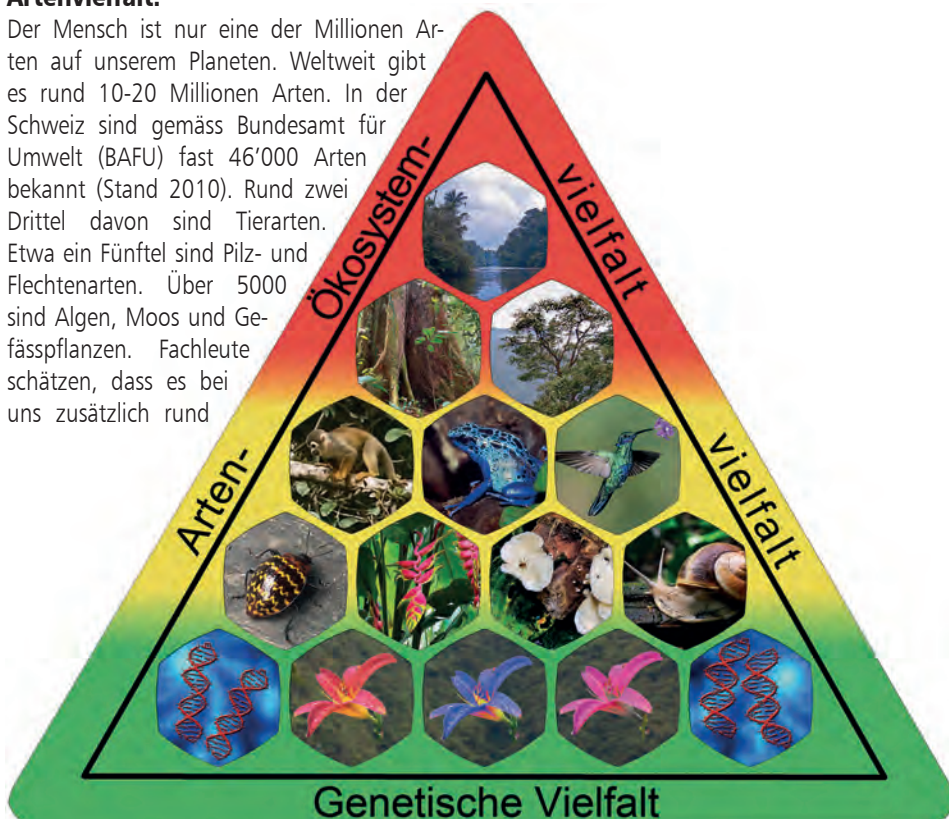 Artenvielfalt:
Der Mensch ist nur eine der Millionen Ar-
ten auf unserem Planeten. Weltweit gibt
es rund 10-20 Millionen Arten. In der
Schweiz sind gemäss Bundesamt für
Umwelt (BAFU) fast 46’000 Arten
bekannt (Stand 2010). Rund zwei
Drittel davon sind Tierarten.
Etwa ein Fünftel sind Pilz- und
Flechtenarten. Über 5000
sind Algen, Moos und Ge-
fässpflanzen. Fachleute
schätzen, dass es bei
uns zusätzlich rund
Ökosystem-
vielfalt
Arten-
vielfalt
Genetische Vielfalt